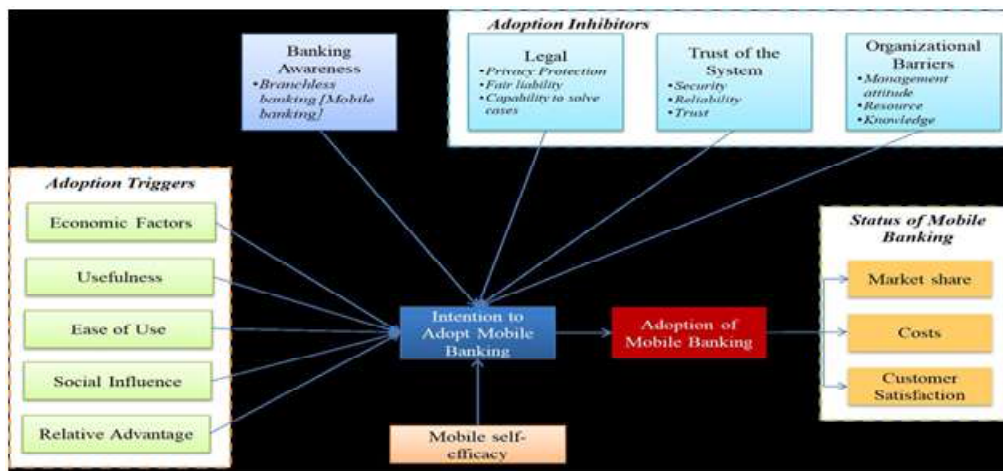 Adoption Inhibitors
Banking
Awareness
•Branchless
banking [Mobile
banking]
Legal
•Privacy Protection
•Fair liability
•Capability to solve
cases
Trust of the
System
•Security
•Reliability
•Trust
Organizational
Barriers
•Management
attitude
•Resource
•Knowledge
Adoption Triggers
Economic Factors
Usefulness
Ease of Use
Social Influence
Relative Advantage
Intention to
Adopt Mobile
Banking
Mobile self-
efficacy
Adoption of
Mobile Banking
Status of Mobile
Banking
Market share
Costs
Customer
Satisfaction